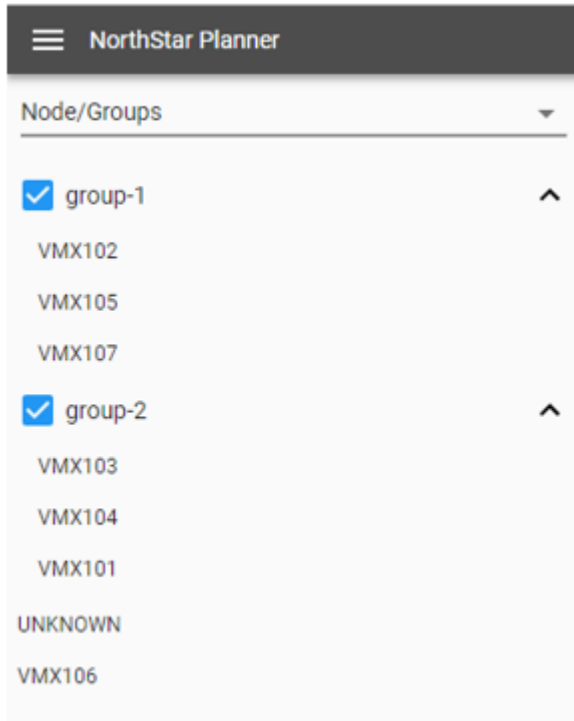 NorthStar Planner
Node/Groups
group-1
VMX102
VMX105
VMX107
group-2
VMX103
VMX104
VMX101
UNKNOWN
VMX106